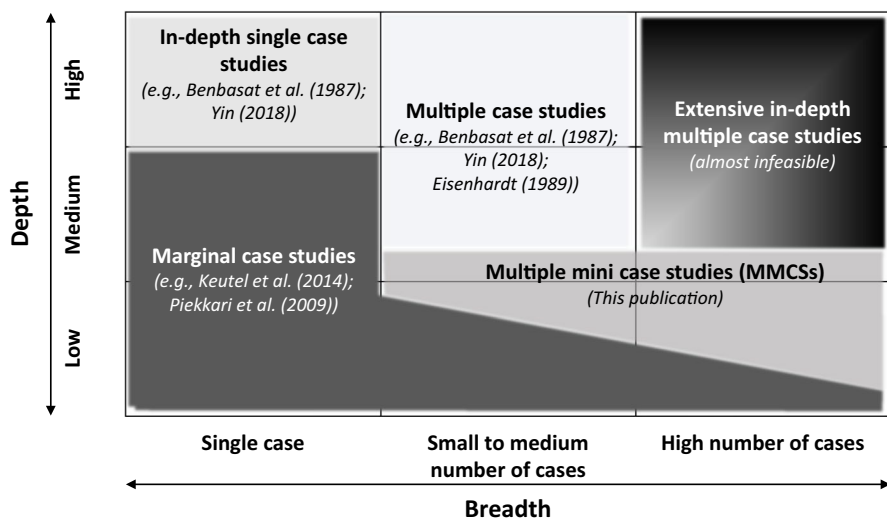 In-depth single case
studies
(e.g., Benbasat et al. (1987);
Yin (2018))
Multiple case studies
(e.g., Benbasat et al. (1987);
Yin (2018);
Eisenhardt (1989))
Extensive in-depth
multiple case studies
(almost infeasible)
Marginal case studies
(e.g., Keutel et al. (2014);
Piekkari et al. (2009))
Multiple mini case studies (MMCSs)
(This publication)
Depth
High
Medium
Low
Single case
Small to medium
number of cases
High number of cases
Breadth